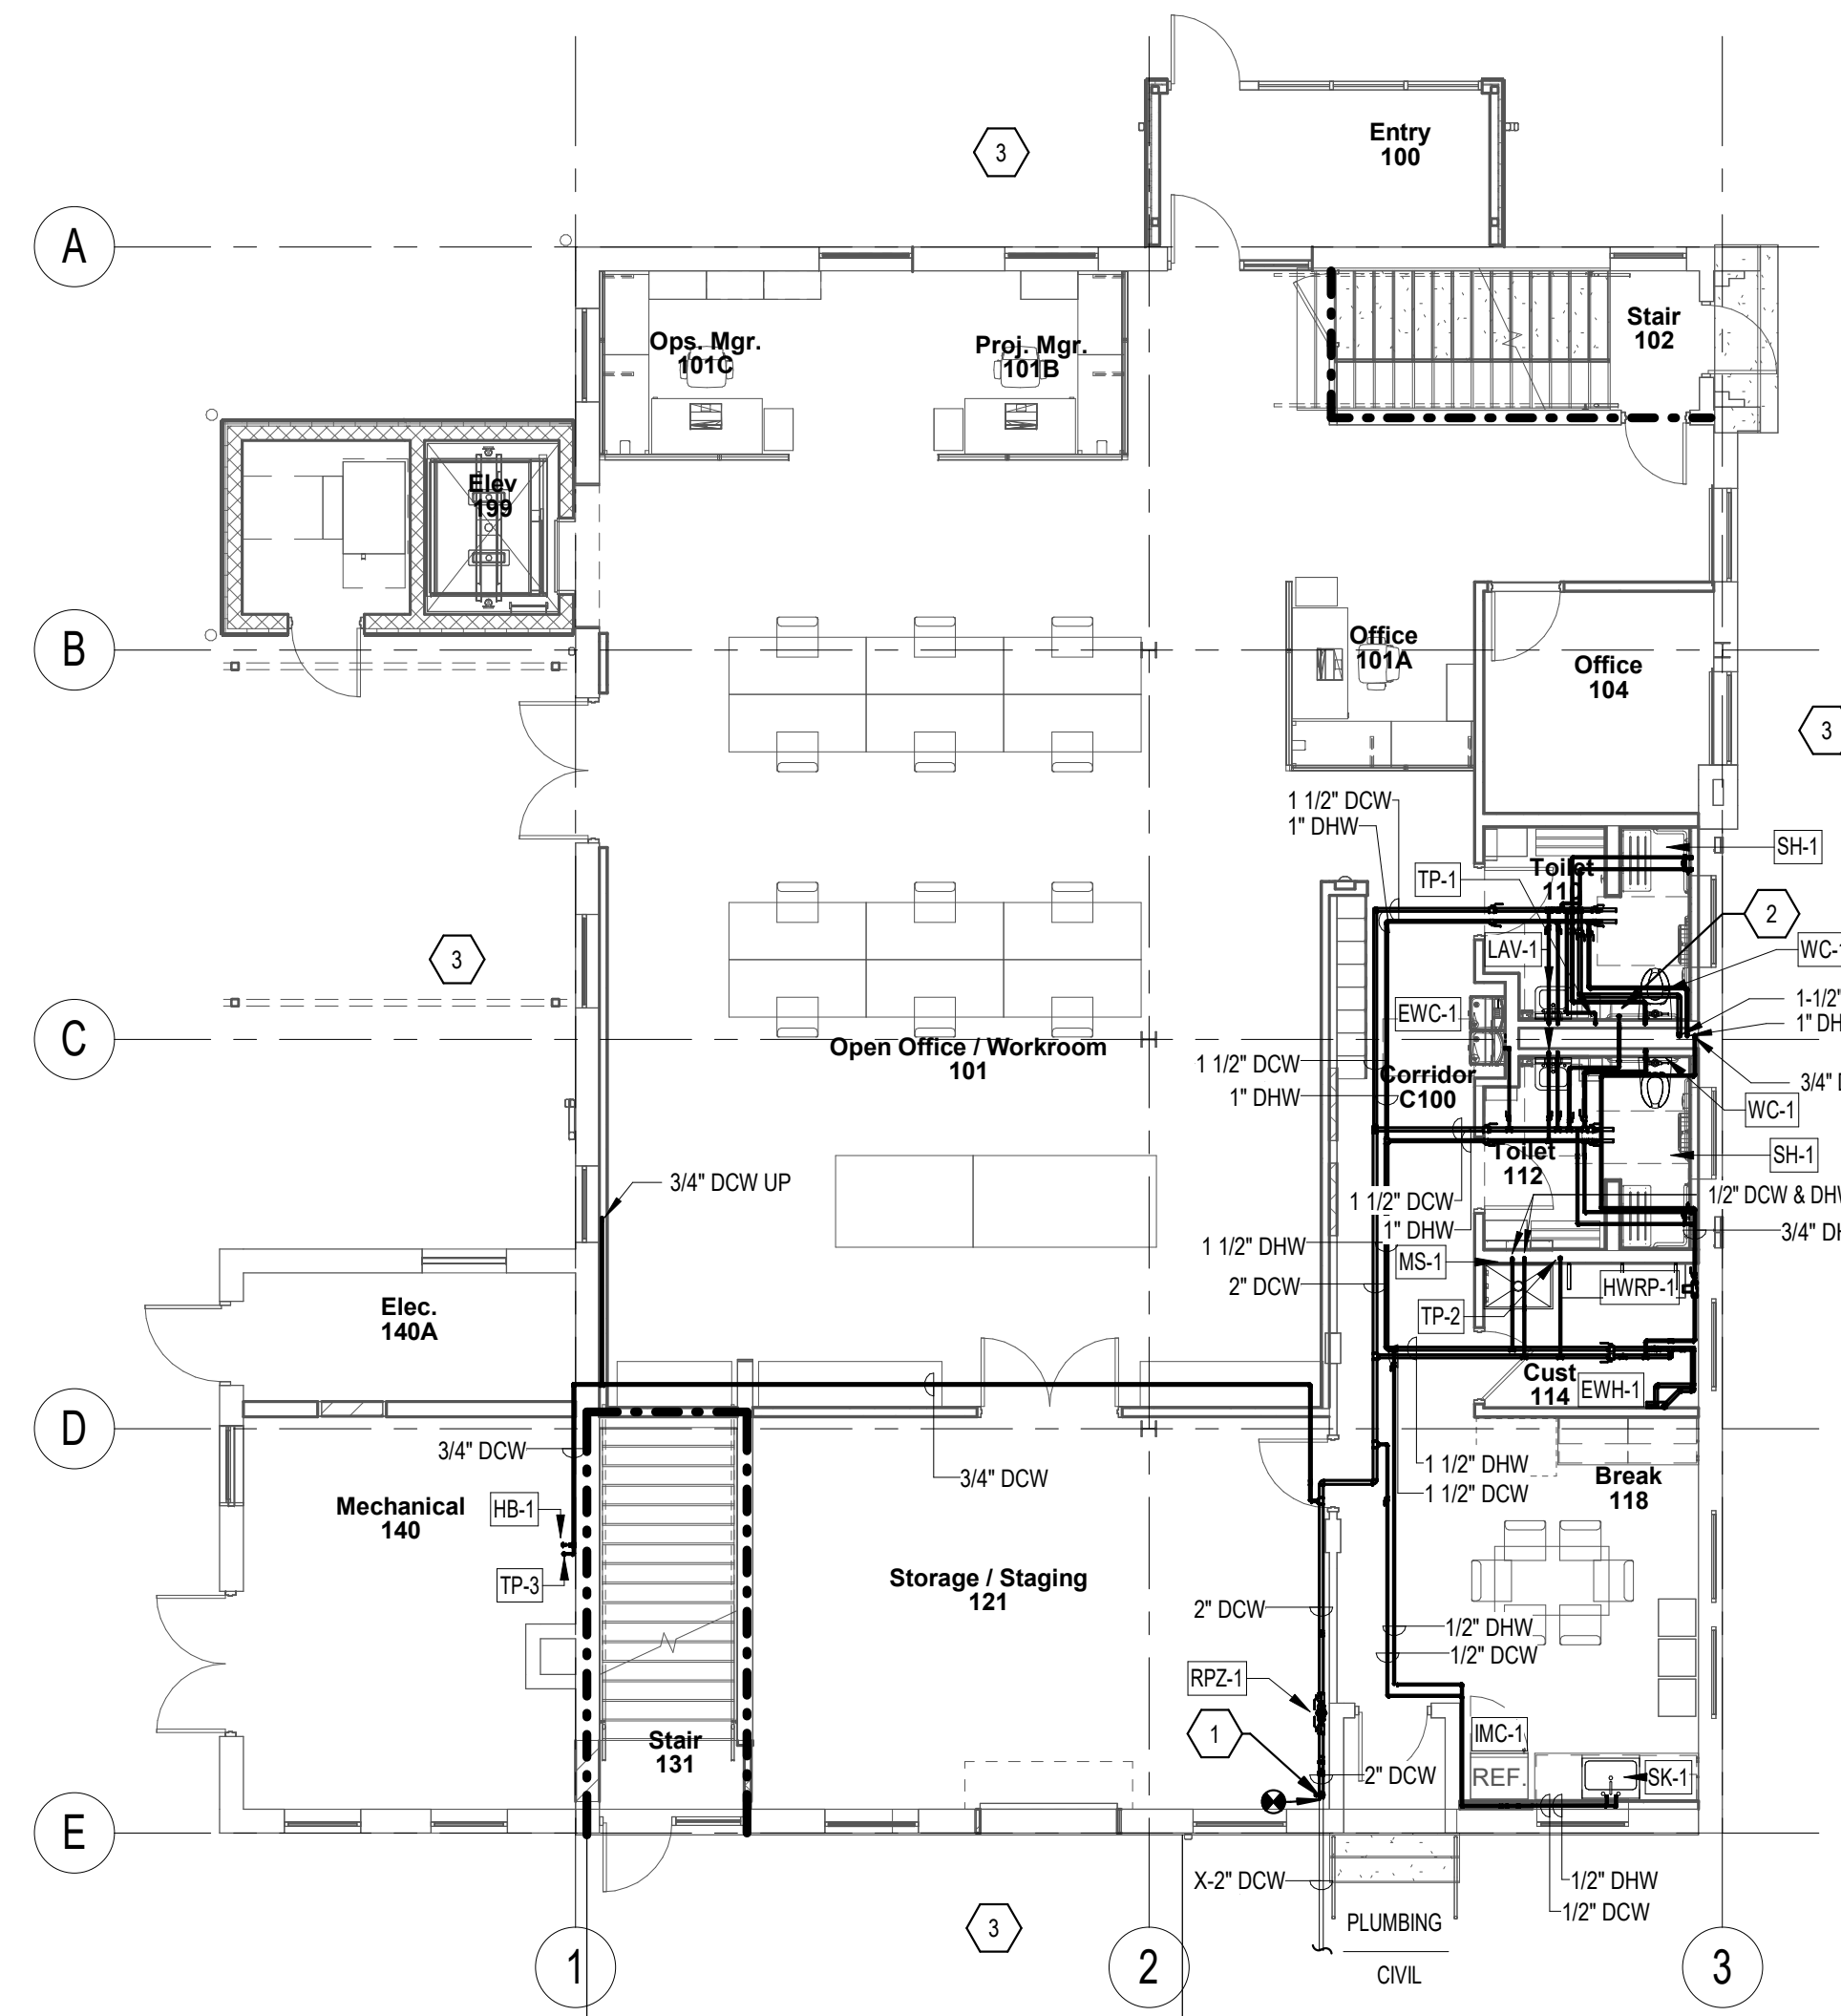 Entry
100
3
A
Ops. Mgr.
101C
Proj. Mgr.
101B
Stair
102
Elev
199
B
Office
101A
Office
104
3
1 1/2" DCW
1" DHW
SH-1
Toilet
110
TP-1
2
LAV-1
WC-1
3
1-1/2"
1" DH
EWC-1
C
Open Office / Workroom
101
1 1/2" DCW
1" DHW
Corridor
C100
3/4"
WC-1
SH-1
Toilet
112
3/4" DCW UP
1/2" DCW & DHW
1 1/2" DCW
1" DHW
3/4" DH
1 1/2" DHW
2" DCW
MS-1
HWRP-1
TP-2
Elec.
140A
Cust
114
EWH-1
D
3/4" DCW
3/4" DCW
1 1/2" DHW
1 1/2" DCW
Break
118
Mechanical
140
HB-1
TP-3
Storage / Staging
121
2" DCW
1/2" DHW
1/2" DCW
RPZ-1
1
Stair
131
IMC-1
2" DCW
REF.
SK-1
E
X-2" DCW
1/2" DHW
1/2" DCW
3
PLUMBING
CIVIL
1
2
3